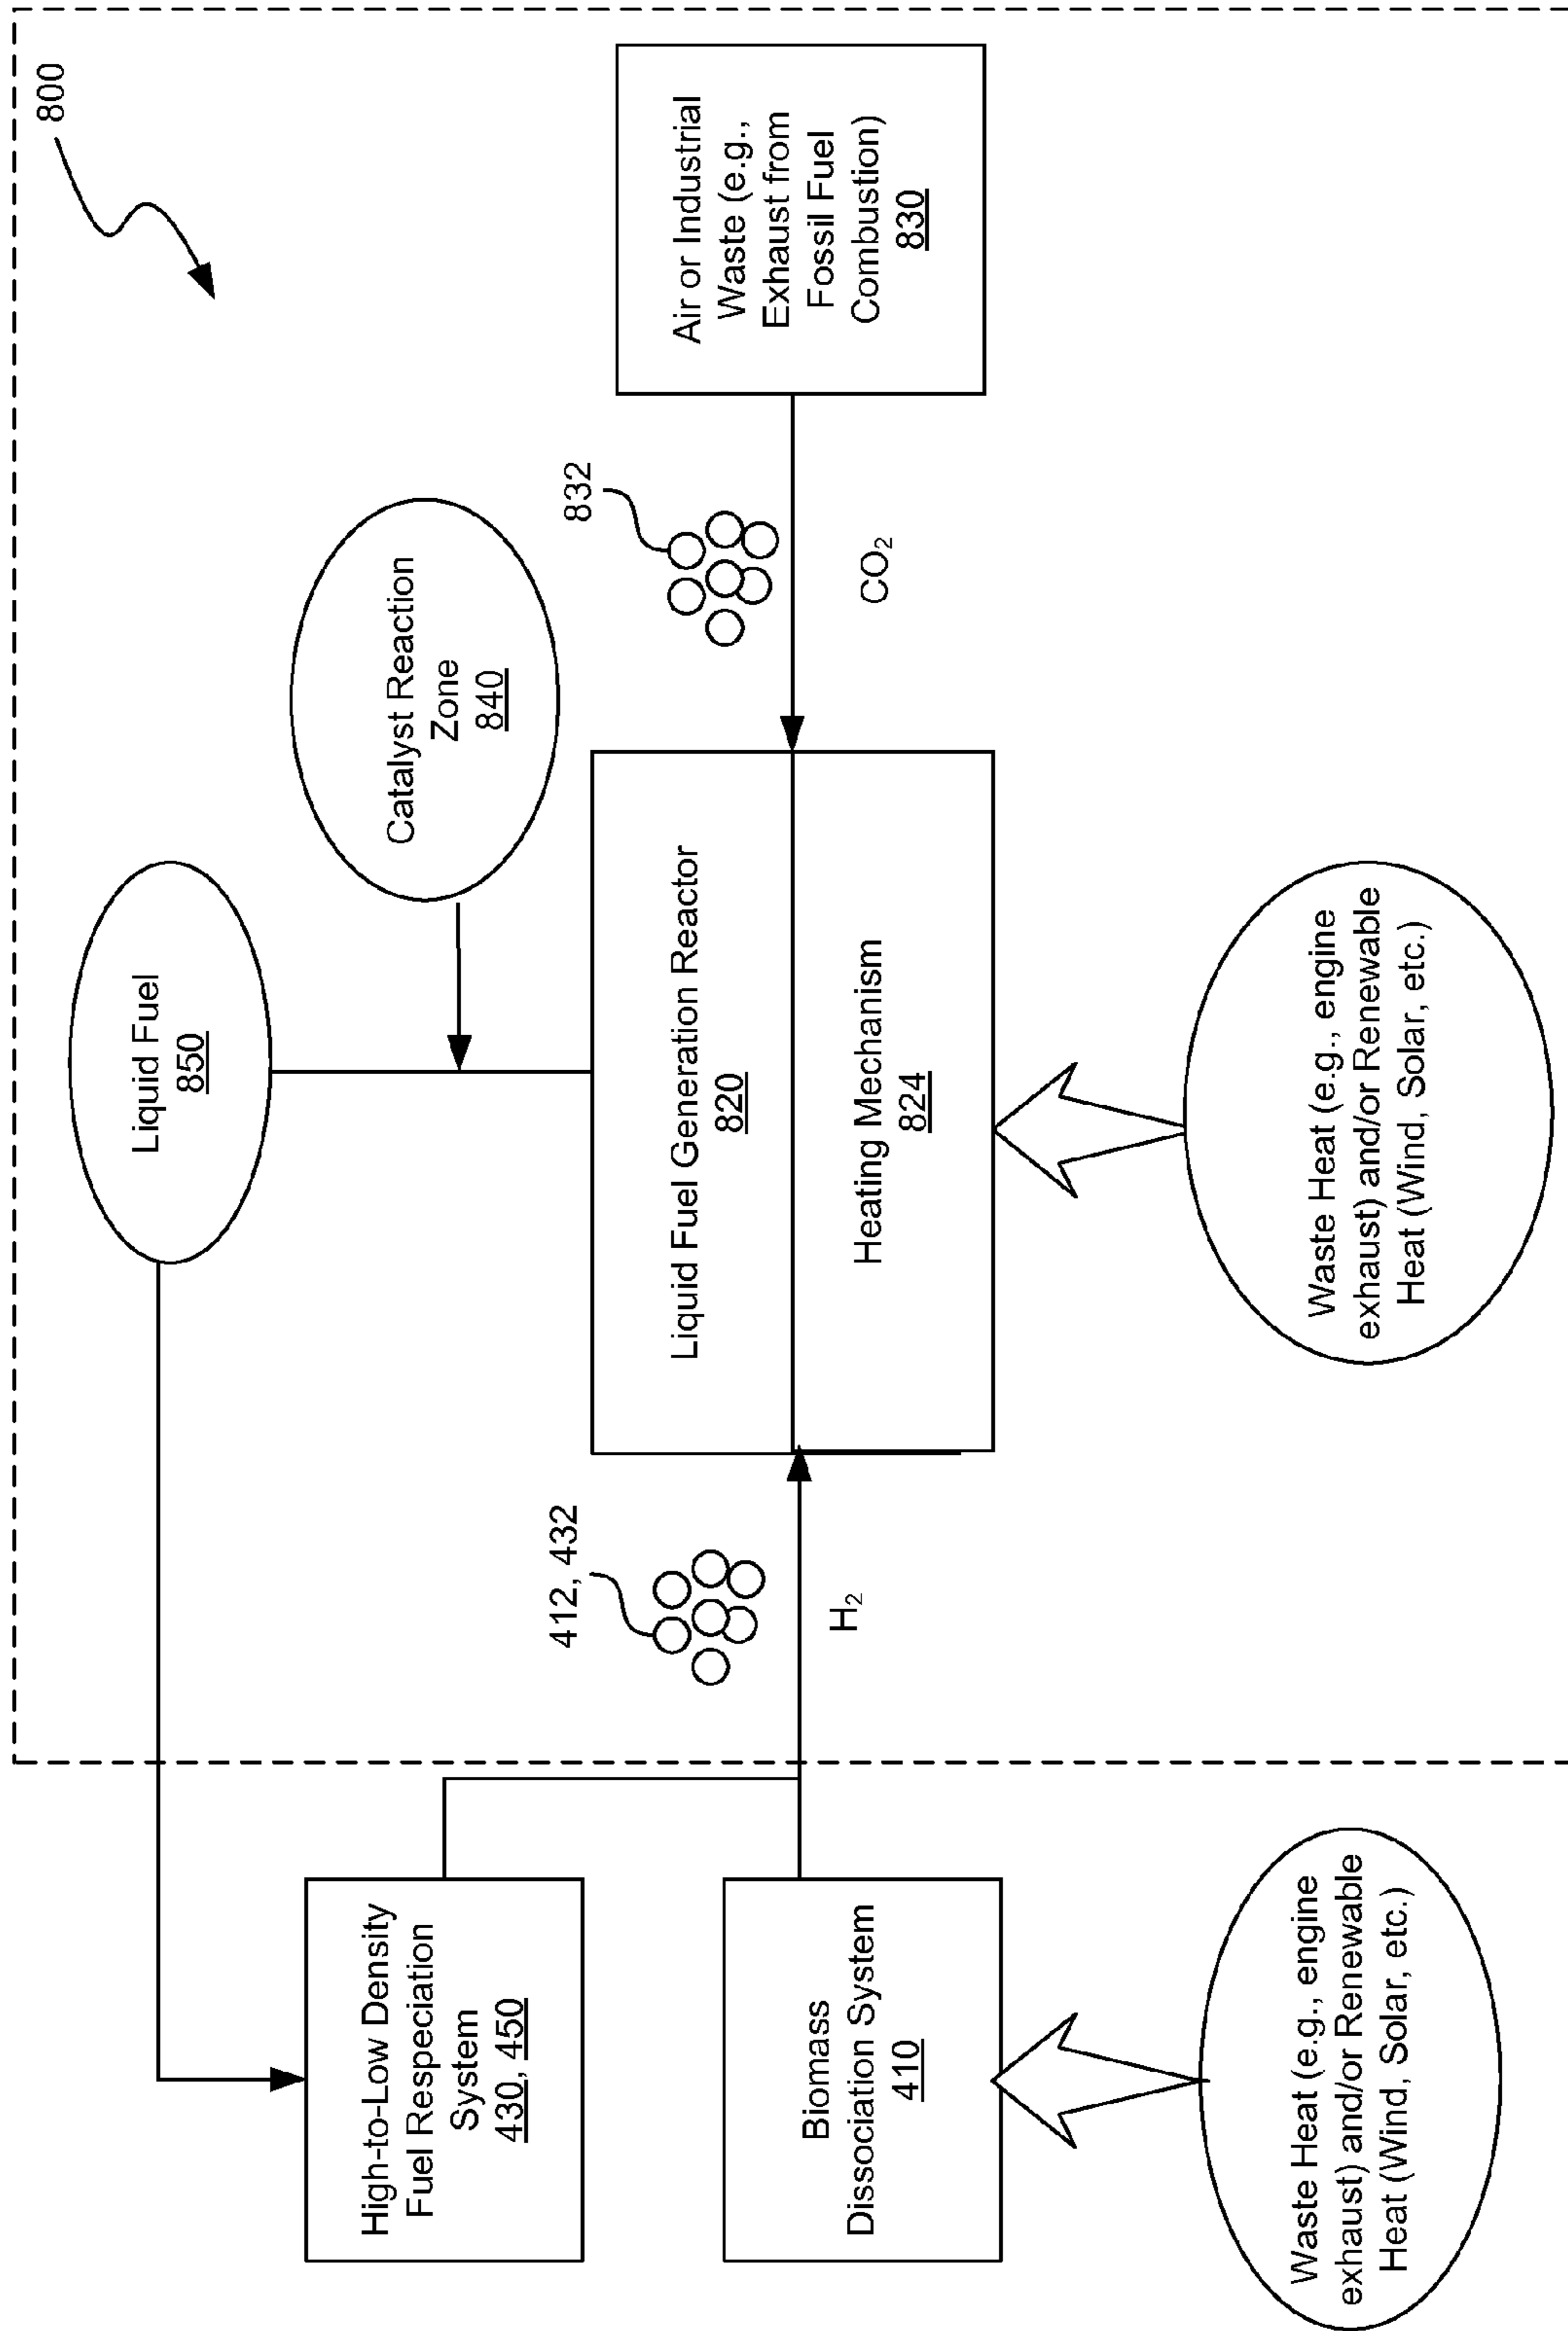 800
Liquid Fuel
850
Catalyst Reaction
Zone
840
832
CO₂
Air or Industrial
Waste (e.g.,
Exhaust from
Fossil Fuel
Combustion)
830
High-to-Low Density
Fuel Respeciation
System
430, 450
412, 432
H₂
Liquid Fuel Generation Reactor
820
Heating Mechanism
824
Biomass
Dissociation System
410
Waste Heat (e.g., engine
exhaust) and/or Renewable
Heat (Wind, Solar, etc.)
Waste Heat (e.g., engine
exhaust) and/or Renewable
Heat (Wind, Solar, etc.)